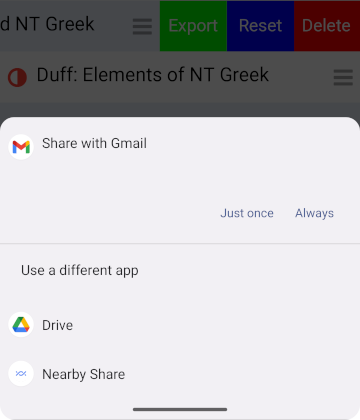 d NT Greek
Export
Reset
Delete
Duff: Elements of NT Greek
Share with Gmail
Just once
Always
Use a different app
Drive
Nearby Share